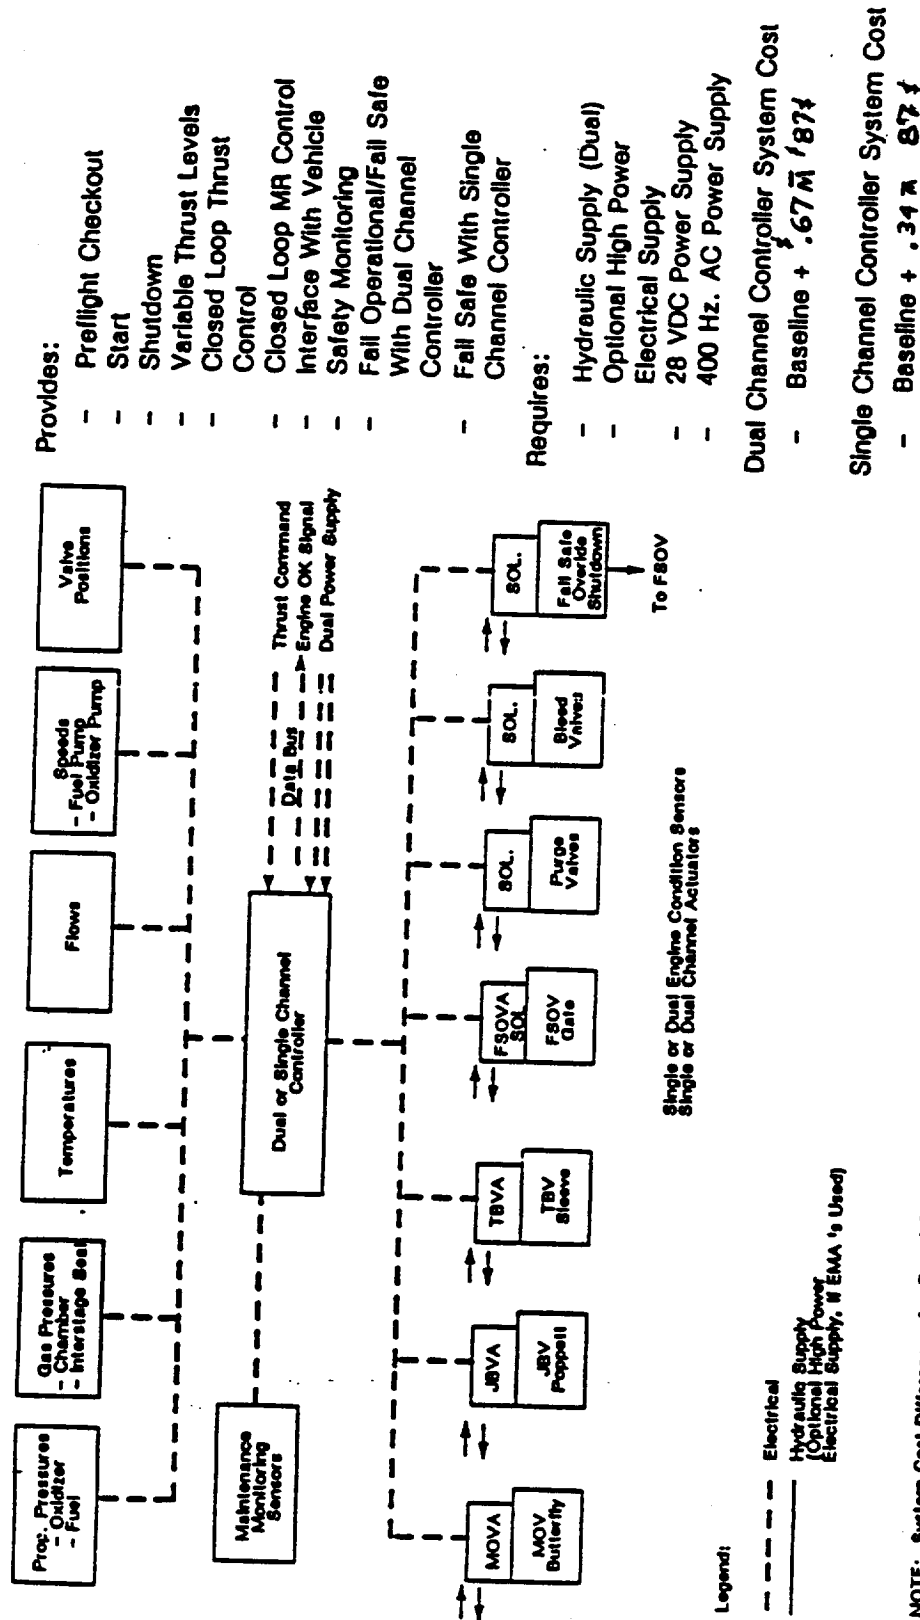 Prop. Pressures
- Oxidizer
- Fuel
Gas Pressures
- Chamber
- Interstage Seal
Temperatures
Flows
Speeds
- Fuel Pump
- Oxidizer Pump
Valve
Positions
Maintenance
Monitoring
Sensors
Dual or Single Channel
Controller
Thrust Command
Data Bus
Engine OK Signal
Dual Power Supply
MOVA
MOV
Butterfly
JBVA
JBV
Poppett
TBVA
TBV
Sleeve
FSOVA
SOL
FSOV
Gate
SOL.
Purge
Valves
SOL.
Bleed
Valves
SOL.
Fail Safe
Override
Shutdown
To FSOV
Single or Dual Engine Condition Sensors
Single or Dual Channel Actuators
Legend:
Electrical
Hydraulic Supply
(Optional High Power
Electrical Supply, if EMA's Used)
NOTE: System Cost
Provides:
- Preflight Checkout
- Start
- Shutdown
- Variable Thrust Levels
- Closed Loop Thrust
Control
- Closed Loop MR Control
- Interface With Vehicle
- Safety Monitoring
- Fail Operational/Fail Safe
With Dual Channel
Controller
- Fail Safe With Single
Channel Controller
Requires:
- Hydraulic Supply (Dual)
- Optional High Power
Electrical Supply
- 28 VDC Power Supply
- 400 Hz. AC Power Supply
Dual Channel Controller System Cost
- Baseline + $.67M '87$
Single Channel Controller System Cost
- Baseline + .34M 87$